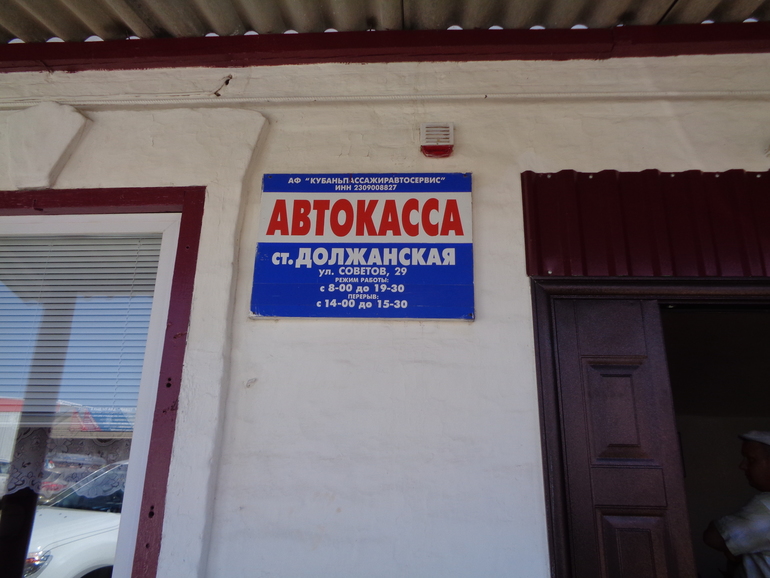 АФ "КУБАНЬПАССАЖИРАВТОСЕРВИС"
ИНН 2309008827
АВТОКАССА
ст. ДОЛЖАНСКАЯ
ул. СОВЕТОВ, 29
РЕЖИМ РАБОТЫ:
с 8-00 до 19-30
ПЕРЕРЫВ:
с 14-00 до 15-30